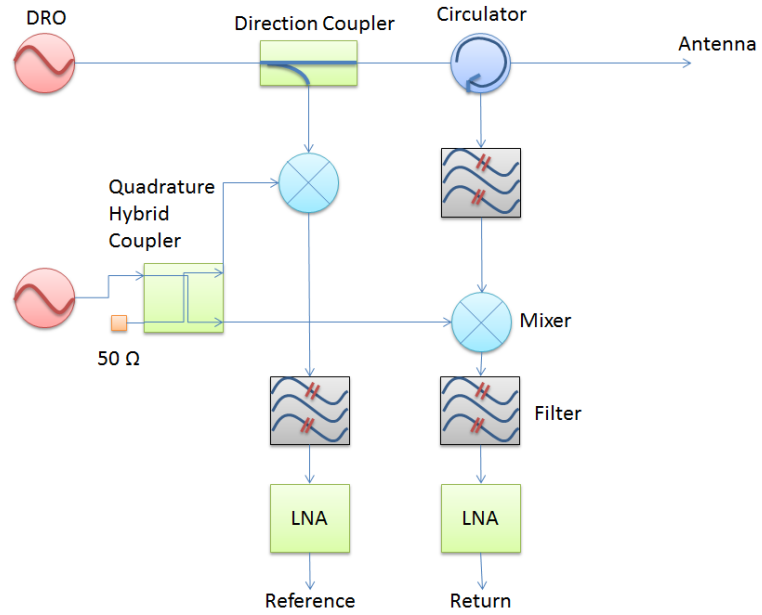 DRO
Direction Coupler
Circulator
Antenna
Quadrature
Hybrid
Coupler
50 Ω
Mixer
Filter
LNA
LNA
Reference
Return